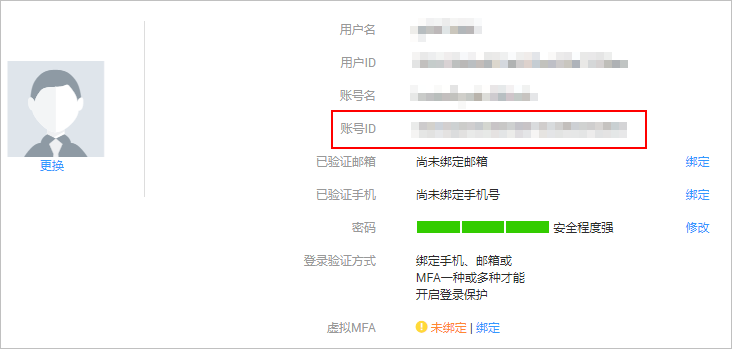 用户名
用户ID
账号名
账号ID
更换
已验证邮箱 尚未绑定邮箱 绑定
已验证手机 尚未绑定手机号 绑定
密码 安全程度强 修改
登录验证方式 绑定手机、邮箱或
MFA一种或多种才能
开启登录保护
虚拟MFA 未绑定 | 绑定